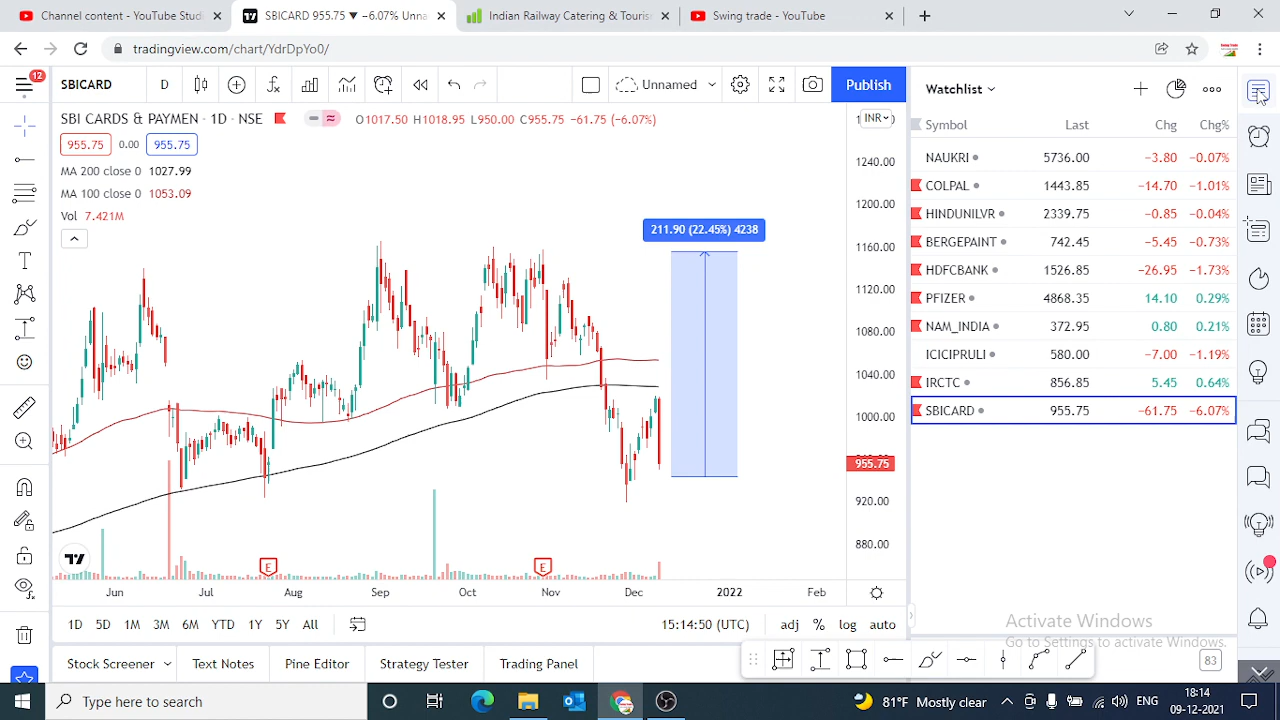 YouTube Stud
SBICARD 955.75 ▼ −6.07% Unna
Indian Railway Catering & Touris
Swing trade - YouTube
tradingview.com/chart/YdrDpYo0/
12
SBICARD
D
Unnamed
Publish
Watchlist
SBI CARDS & PAYMEN · 1D · NSE
O1017.50 H1018.95 L950.00 C955.75 −61.75 (−6.07%)
INR
955.75 0.00 955.75
MA 200 close 0 1027.99
MA 100 close 0 1053.09
Vol 7.421M
211.90 (22.45%) 4238
1240.00
1200.00
1160.00
1120.00
1080.00
1040.00
1000.00
955.75
920.00
880.00
E
E
Jun Jul Aug Sep Oct Nov Dec 2022 Feb
Symbol Last Chg Chg%
NAUKRI 5736.00 −3.80 −0.07%
COLPAL 1443.85 −14.70 −1.01%
HINDUNILVR 2339.75 −0.85 −0.04%
BERGEPAINT 742.45 −5.45 −0.73%
HDFCBANK 1526.85 −26.95 −1.73%
PFIZER 4868.35 14.10 0.29%
NAM_INDIA 372.95 0.80 0.21%
ICICIPRULI 580.00 −7.00 −1.19%
IRCTC 856.85 5.45 0.64%
SBICARD 955.75 −61.75 −6.07%
1D 5D 1M 3M 6M YTD 1Y 5Y All
15:14:50 (UTC)
adj % log auto
Activate Windows
Go to Settings to activate Windows.
83
Stock Screener Text Notes Pine Editor Strategy Tester Trading Panel
Type here to search
81°F Mostly clear
ENG
18:14
09-12-2021